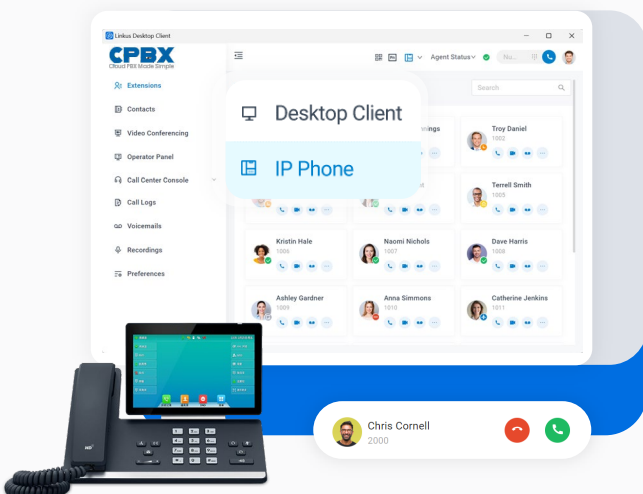 Linkus Desktop Client
CPBX
Cloud PBX Made Simple
Agent Status
Nu...
Extensions
Search
Contacts
Desktop Client
Video Conferencing
Troy Daniel
1002
Operator Panel
IP Phone
Call Center Console
Terrell Smith
1005
Call Logs
Voicemails
Kristin Hale
1006
Naomi Nichols
1007
Dave Harris
1008
Recordings
Preferences
Ashley Gardner
1009
Anna Simmons
1010
Catherine Jenkins
1011
Chris Cornell
2000